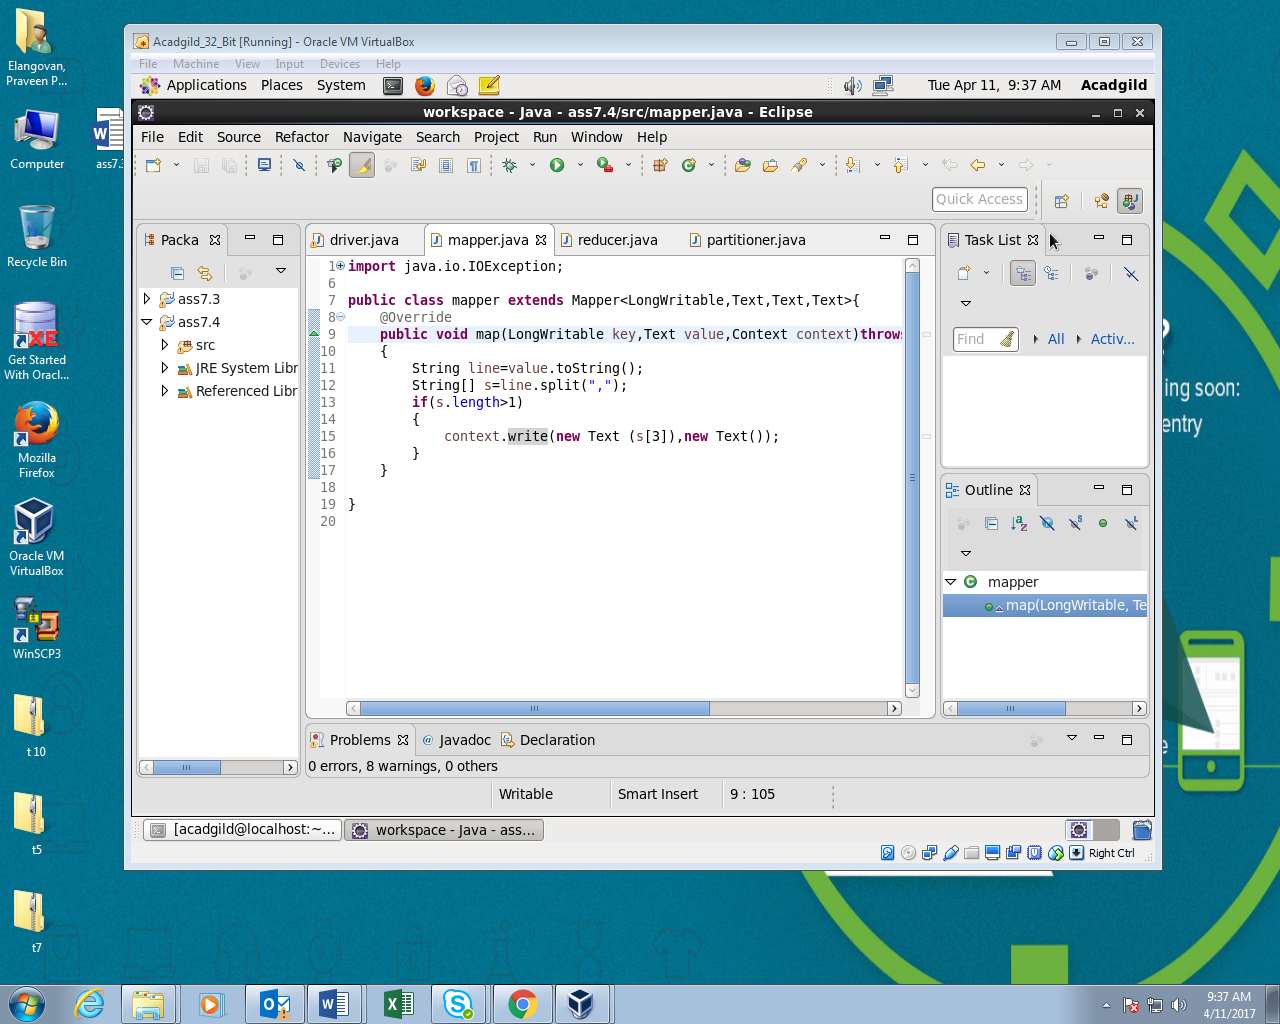 Elangovan,
Praveen P...
Computer
ass7.
Recycle Bin
Get Started
With Oracl...
Mozilla
Firefox
Oracle VM
VirtualBox
WinSCP3
t 10
t5
t7
Acadgild_32_Bit [Running] - Oracle VM VirtualBox
File Machine View Input Devices Help
Applications Places System Tue Apr 11, 9:37 AM Acadgild
workspace - Java - ass7.4/src/mapper.java - Eclipse
File Edit Source Refactor Navigate Search Project Run Window Help
Quick Access
Packa
ass7.3
ass7.4
src
JRE System Libr
Referenced Libr
driver.java mapper.java reducer.java partitioner.java
1 import java.io.IOException;
6
7 public class mapper extends Mapper<LongWritable,Text,Text,Text>{
8 @Override
9 public void map(LongWritable key,Text value,Context context)throws
10 {
11 String line=value.toString();
12 String[] s=line.split(",");
13 if(s.length>1)
14 {
15 context.write(new Text (s[3]),new Text());
16 }
17 }
18
19 }
20
Task List
Find All Activ...
Outline
mapper
map(LongWritable, Te
Problems Javadoc Declaration
0 errors, 8 warnings, 0 others
Writable Smart Insert 9 : 105
[acadgild@localhost:~... workspace - Java - ass...
Right Ctrl
?
ing soon:
entry
e
9:37 AM
4/11/2017